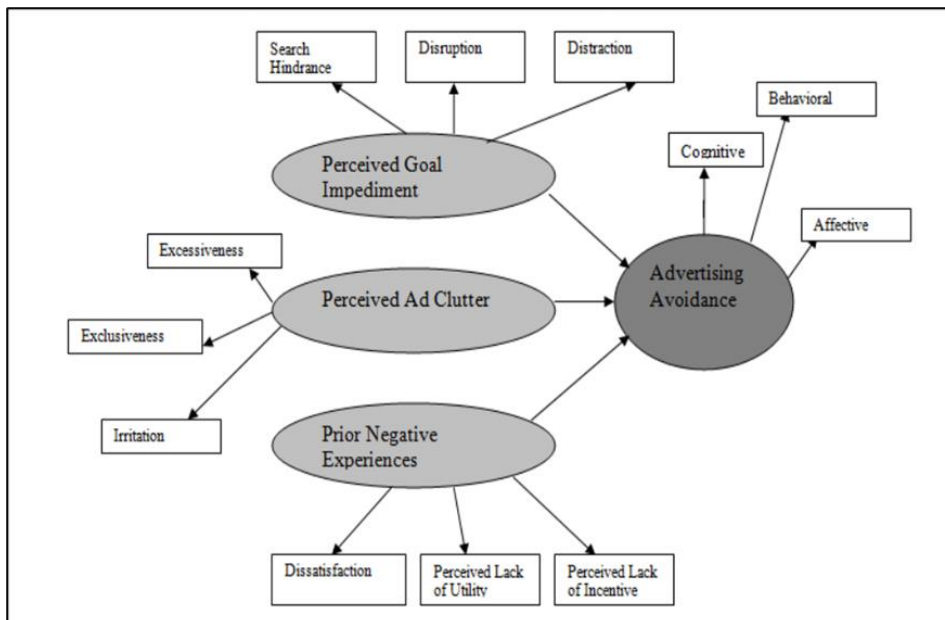 Search
Hindrance
Disruption
Distraction
Behavioral
Cognitive
Perceived Goal
Impediment
Affective
Excessiveness
Advertising
Avoidance
Perceived Ad Clutter
Exclusiveness
Irritation
Prior Negative
Experiences
Dissatisfaction
Perceived Lack
of Utility
Perceived Lack
of Incentive